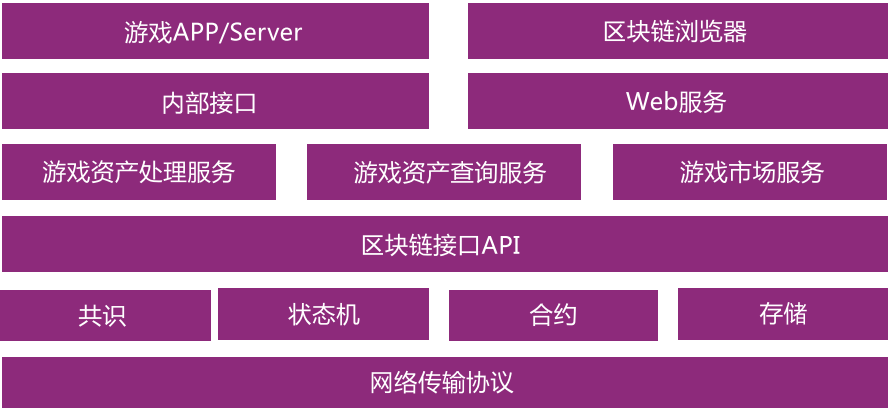 游戏APP/Server
区块链浏览器
内部接口
Web服务
游戏资产处理服务
游戏资产查询服务
游戏市场服务
区块链接口API
共识
状态机
合约
存储
网络传输协议